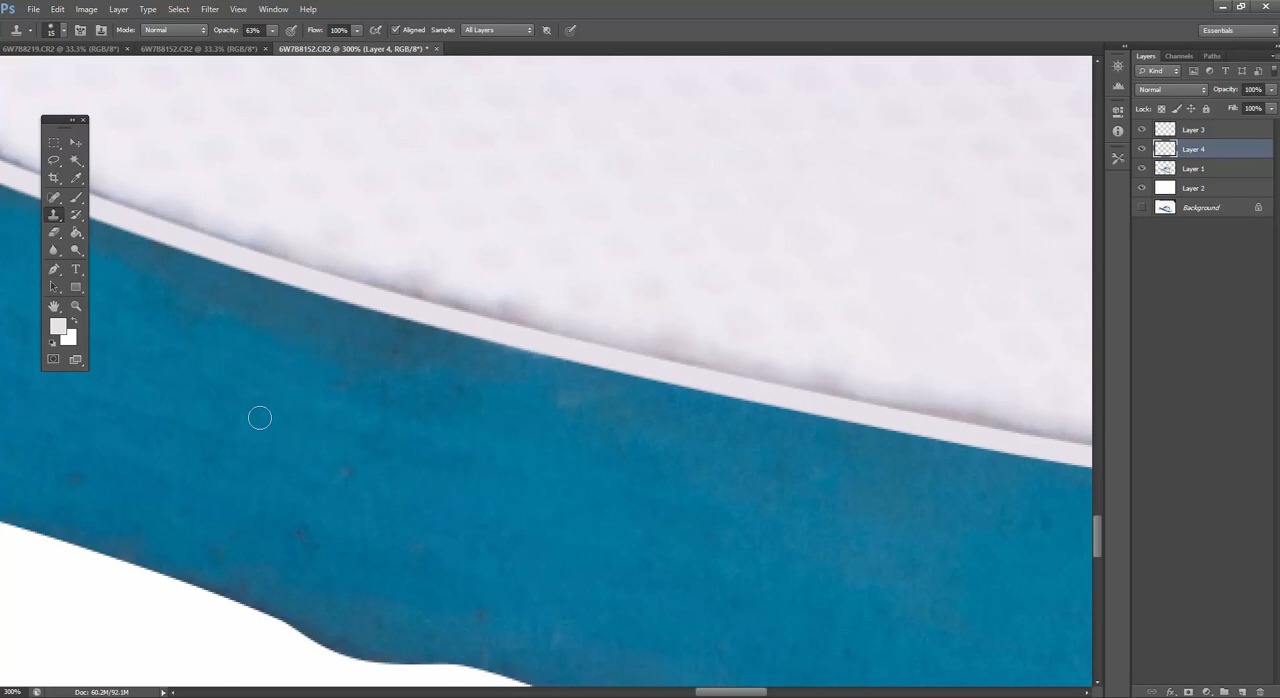 Ps File Edit Image Layer Type Select Filter View Window Help
15 Mode: Normal Opacity: 63% Flow: 100% Aligned Sample: All Layers Essentials
6W7B8219.CR2 @ 33.3% (RGB/8*) × 6W7B8152.CR2 @ 33.3% (RGB/8*) × 6W7B8152.CR2 @ 300% (Layer 4, RGB/8*) * ×
Layers Channels Paths
Kind
Normal Opacity: 100%
Lock: Fill: 100%
Layer 3
Layer 4
Layer 1
Layer 2
Background
T
300% Doc: 60.2M/92.1M